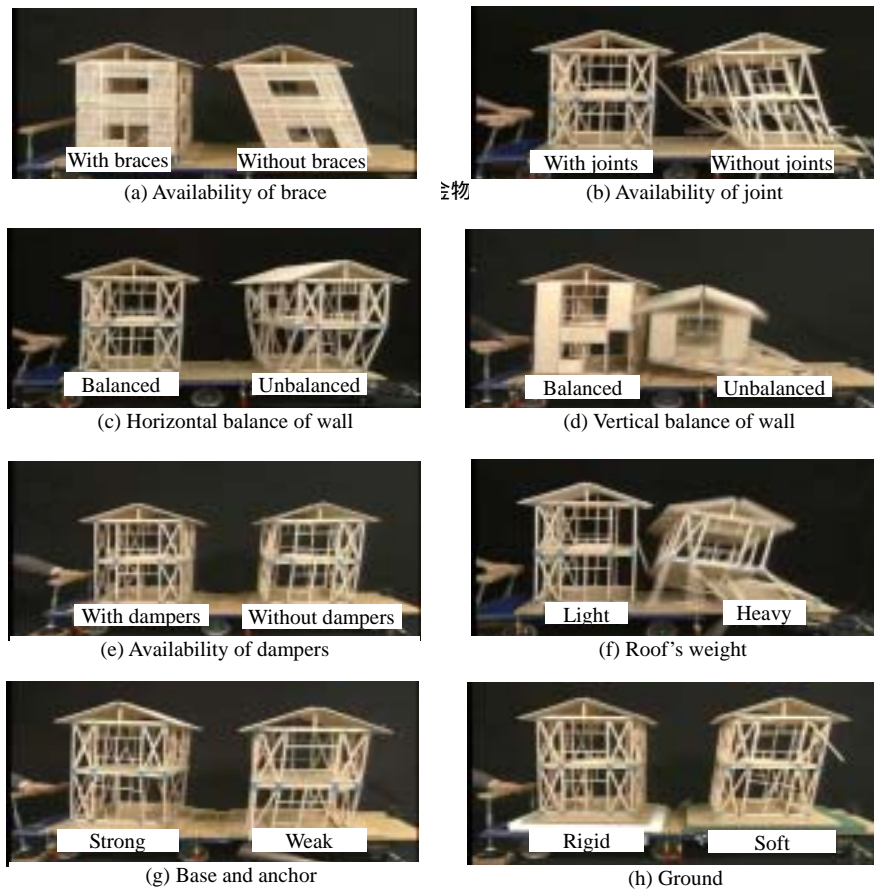 With braces
Without braces
With joints
Without joints
(a) Availability of brace
金物
(b) Availability of joint
Balanced
Unbalanced
Balanced
Unbalanced
(c) Horizontal balance of wall
(d) Vertical balance of wall
With dampers
Without dampers
Light
Heavy
(e) Availability of dampers
(f) Roof’s weight
Strong
Weak
Rigid
Soft
(g) Base and anchor
(h) Ground